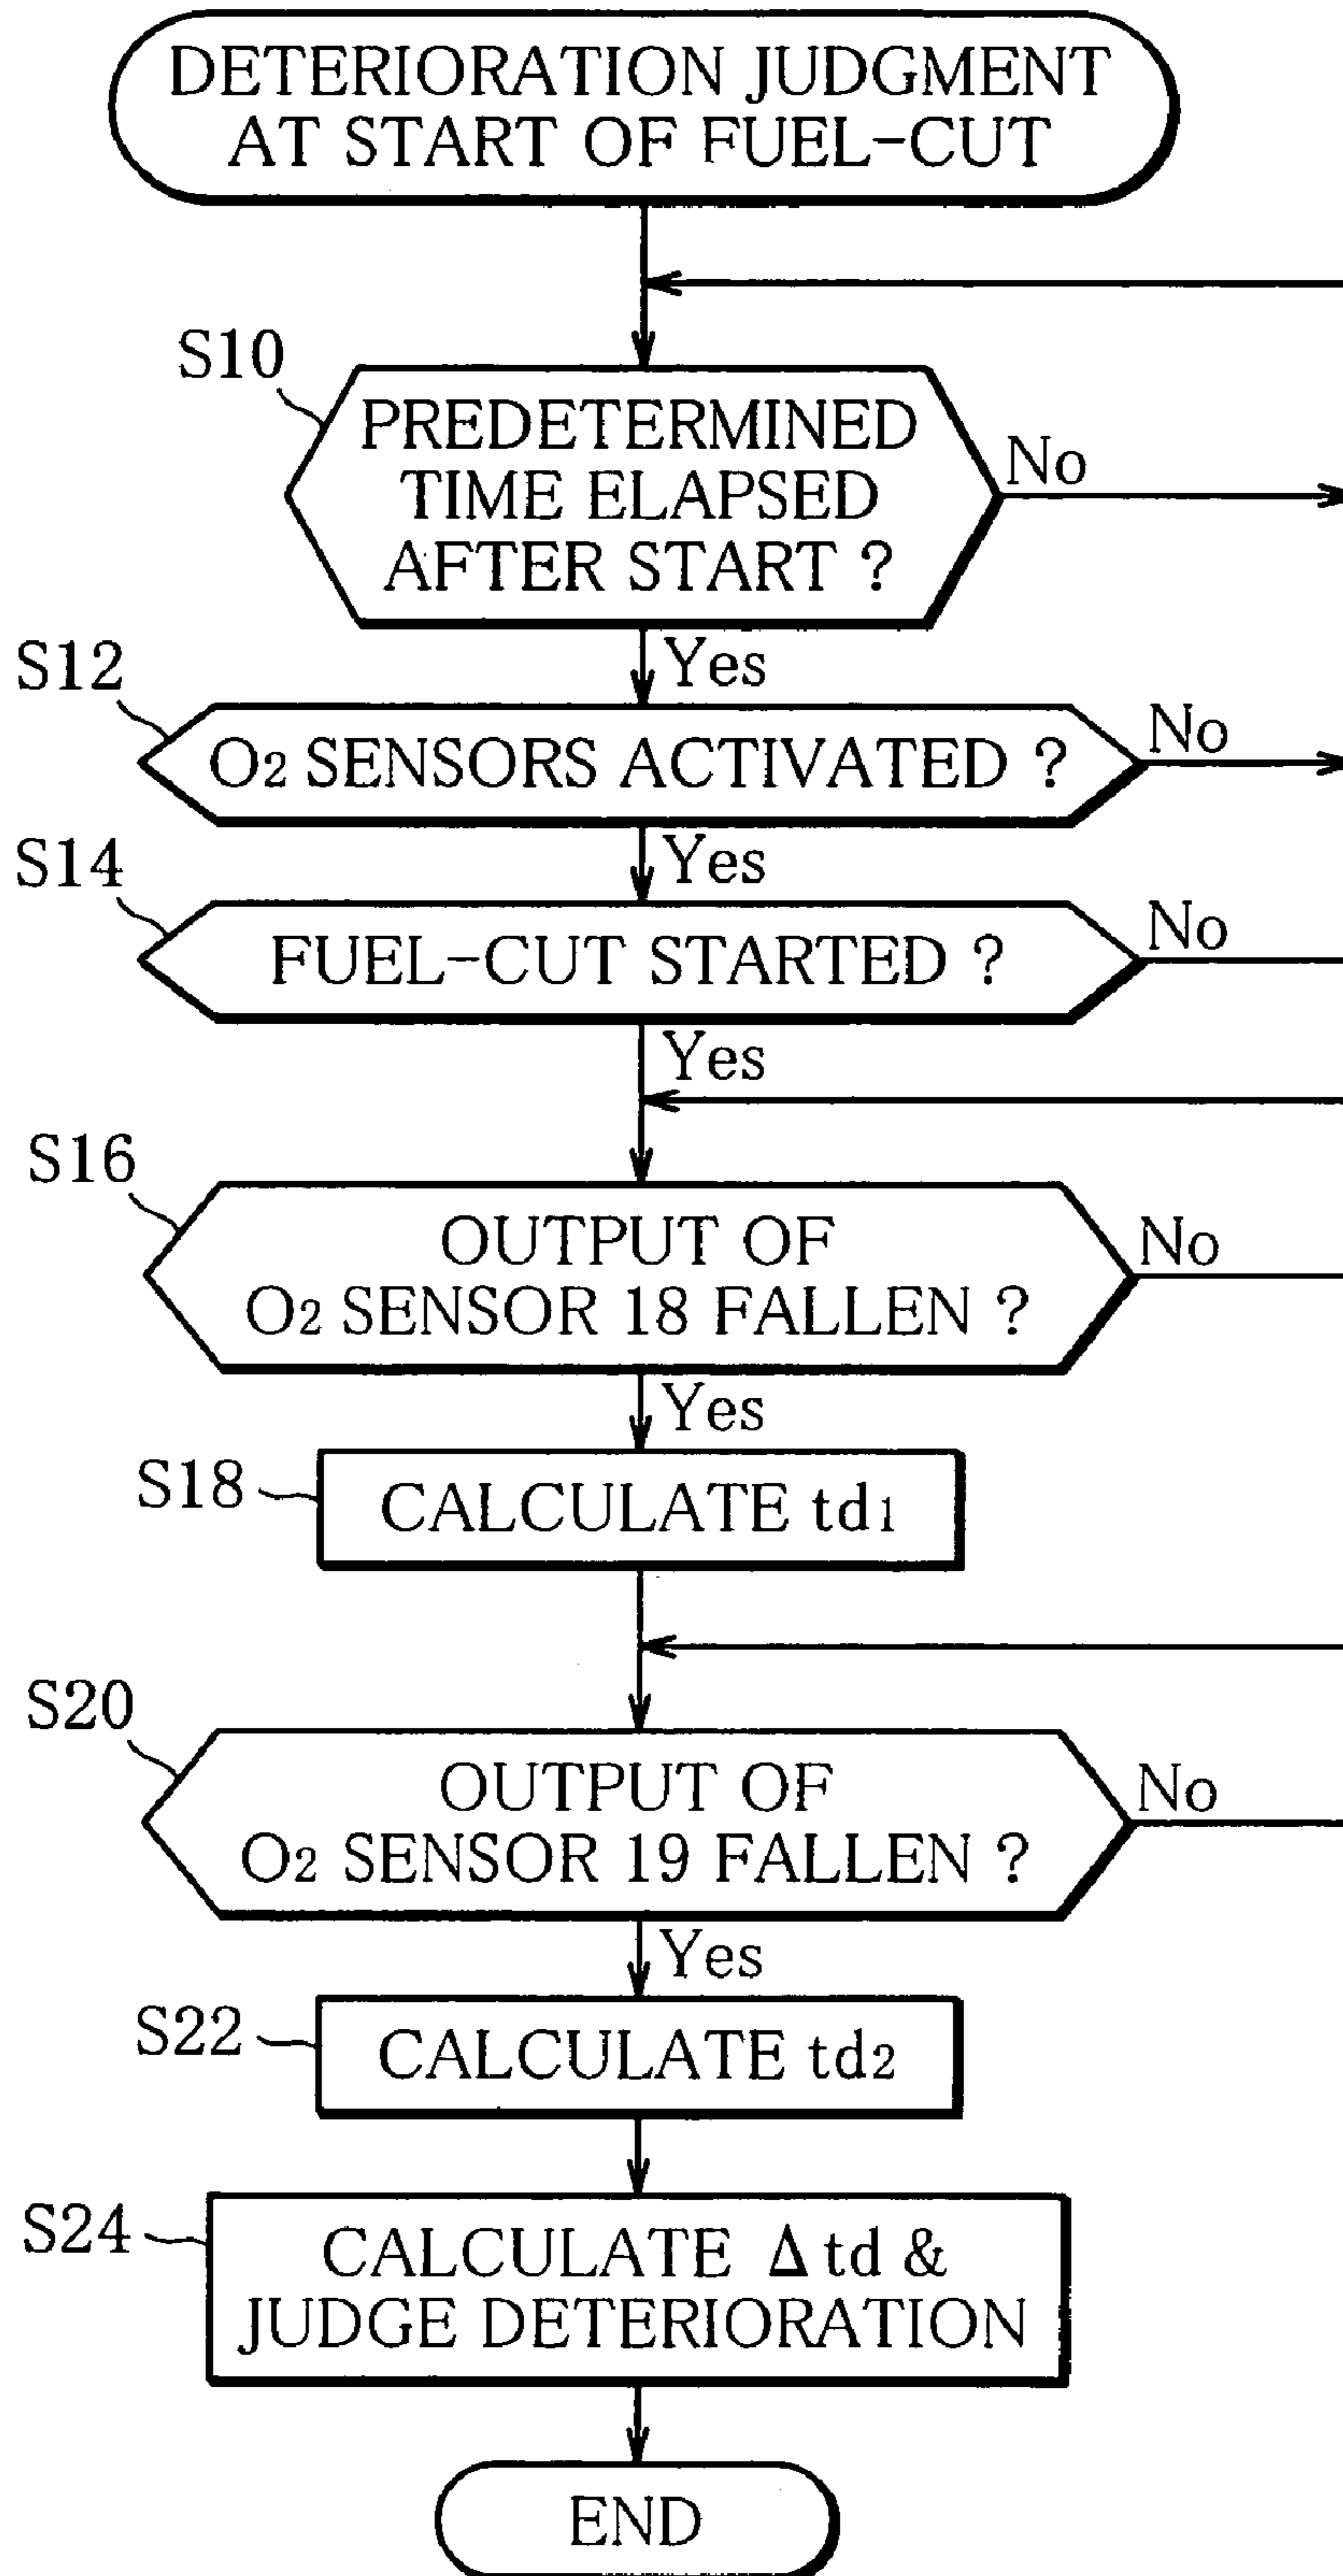 DETERIORATION JUDGMENT
AT START OF FUEL-CUT
S10
PREDETERMINED
TIME ELAPSED
AFTER START ?
No
Yes
S12
O₂ SENSORS ACTIVATED ?
No
Yes
S14
FUEL-CUT STARTED ?
No
Yes
S16
OUTPUT OF
O₂ SENSOR 18 FALLEN ?
No
Yes
S18
CALCULATE td₁
S20
OUTPUT OF
O₂ SENSOR 19 FALLEN ?
No
Yes
S22
CALCULATE td₂
S24
CALCULATE Δtd &
JUDGE DETERIORATION
END